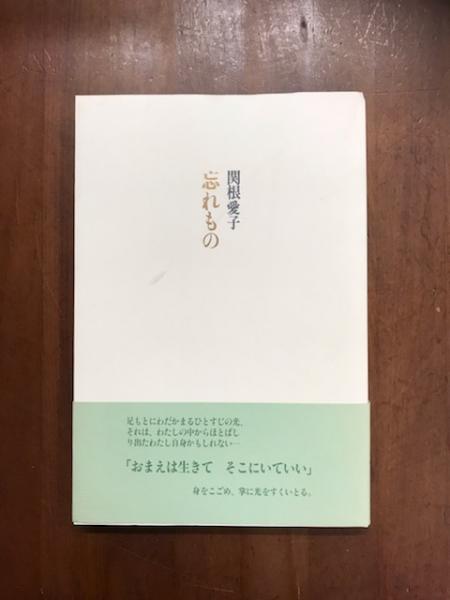 関根愛子
忘れもの
足もとにわだかまるひとすじの光、
それは、わたしの中からほとばし
り出たわたし自身かもしれない…
「おまえは生きて　そこにいていい」
身をこごめ、掌に光をすくいとる。